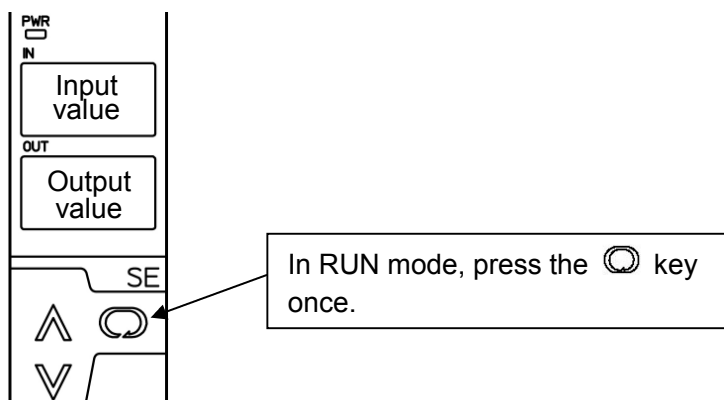 PWR
IN
Input
value
OUT
Output
value
SE
In RUN mode, press the key
once.